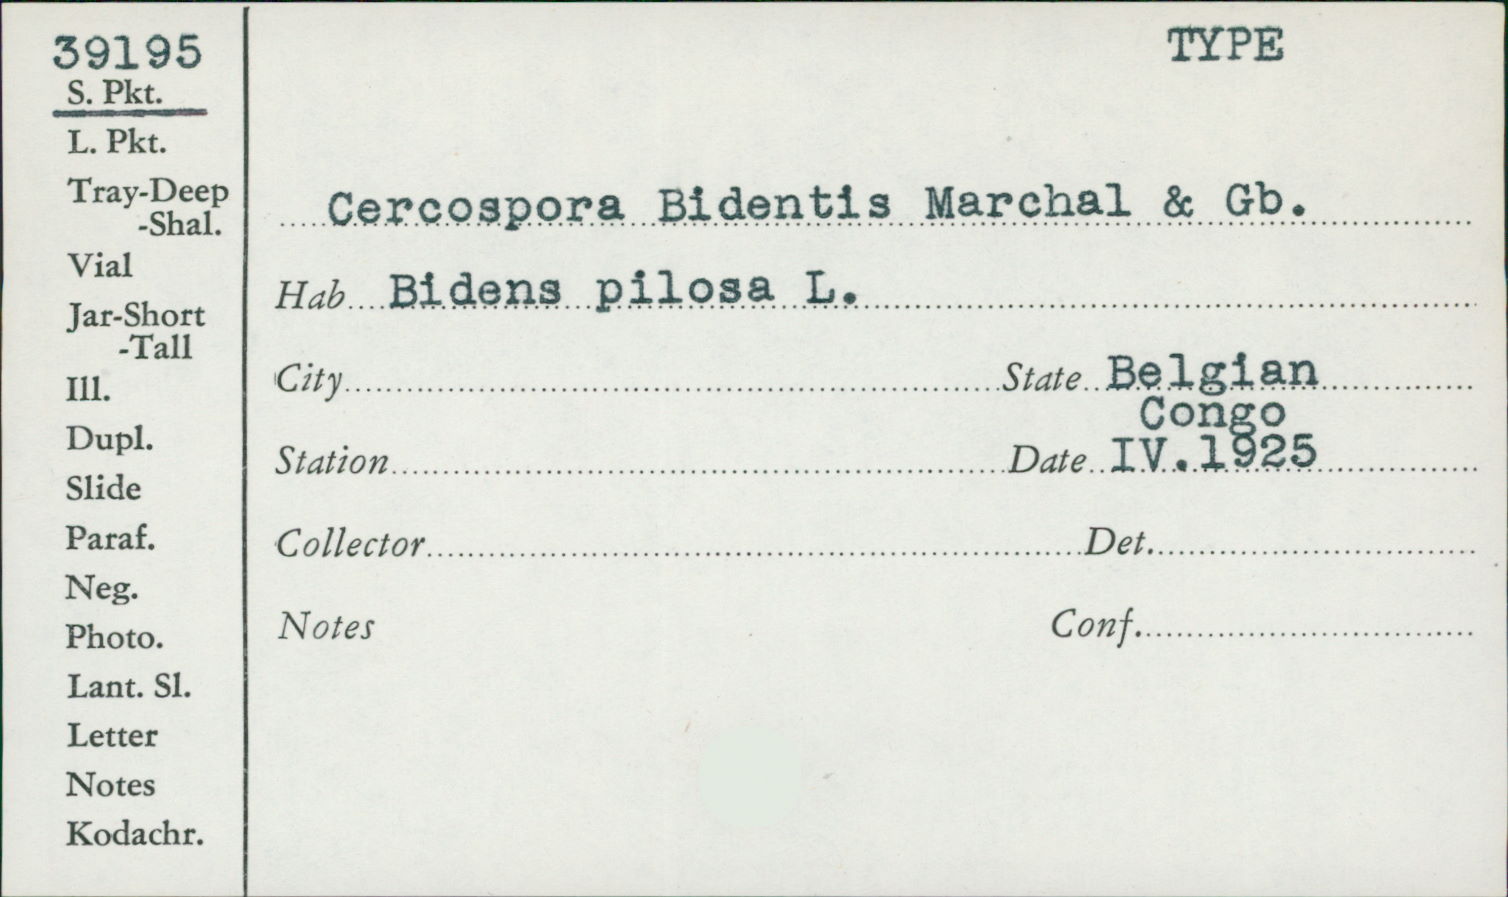 39195
S. Pkt.
L. Pkt.
Tray-Deep
-Shal.
Vial
Jar-Short
-Tall
Ill.
Dupl.
Slide
Paraf.
Neg.
Photo.
Lant. Sl.
Letter
Notes
Kodachr.
TYPE
Cercospora Bidentis Marchal & Gb.
Hab Bidens pilosa L.
City State Belgian
Congo
Station Date IV.1925
Collector Det.
Notes Conf.